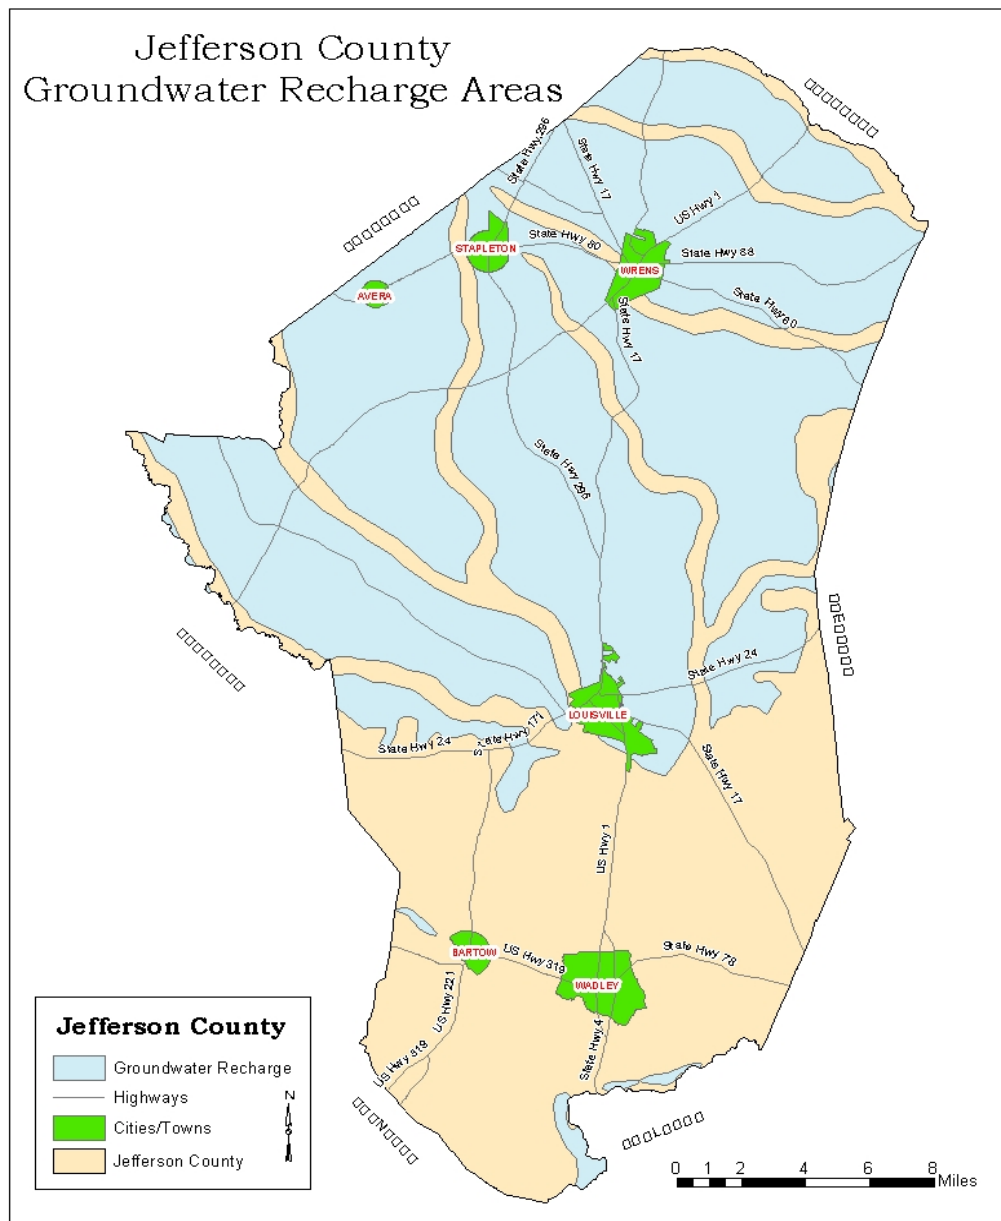 Jefferson County
Groundwater Recharge Areas
State Hwy 296
State Hwy 17
US Hwy 1
STAPLETON
State Hwy 80
WRENS
State Hwy 88
AVERA
State Hwy 80
State Hwy 17
State Hwy 296
State Hwy 24
LOUISVILLE
State Hwy 171
State Hwy 24
State Hwy 17
US Hwy 1
BARTOW
US Hwy 319
State Hwy 78
WADLEY
US Hwy 221
US Hwy 319
State Hwy 4
Jefferson County
Groundwater Recharge
Highways
N
Cities/Towns
Jefferson County
0 1 2 4 6 8
Miles